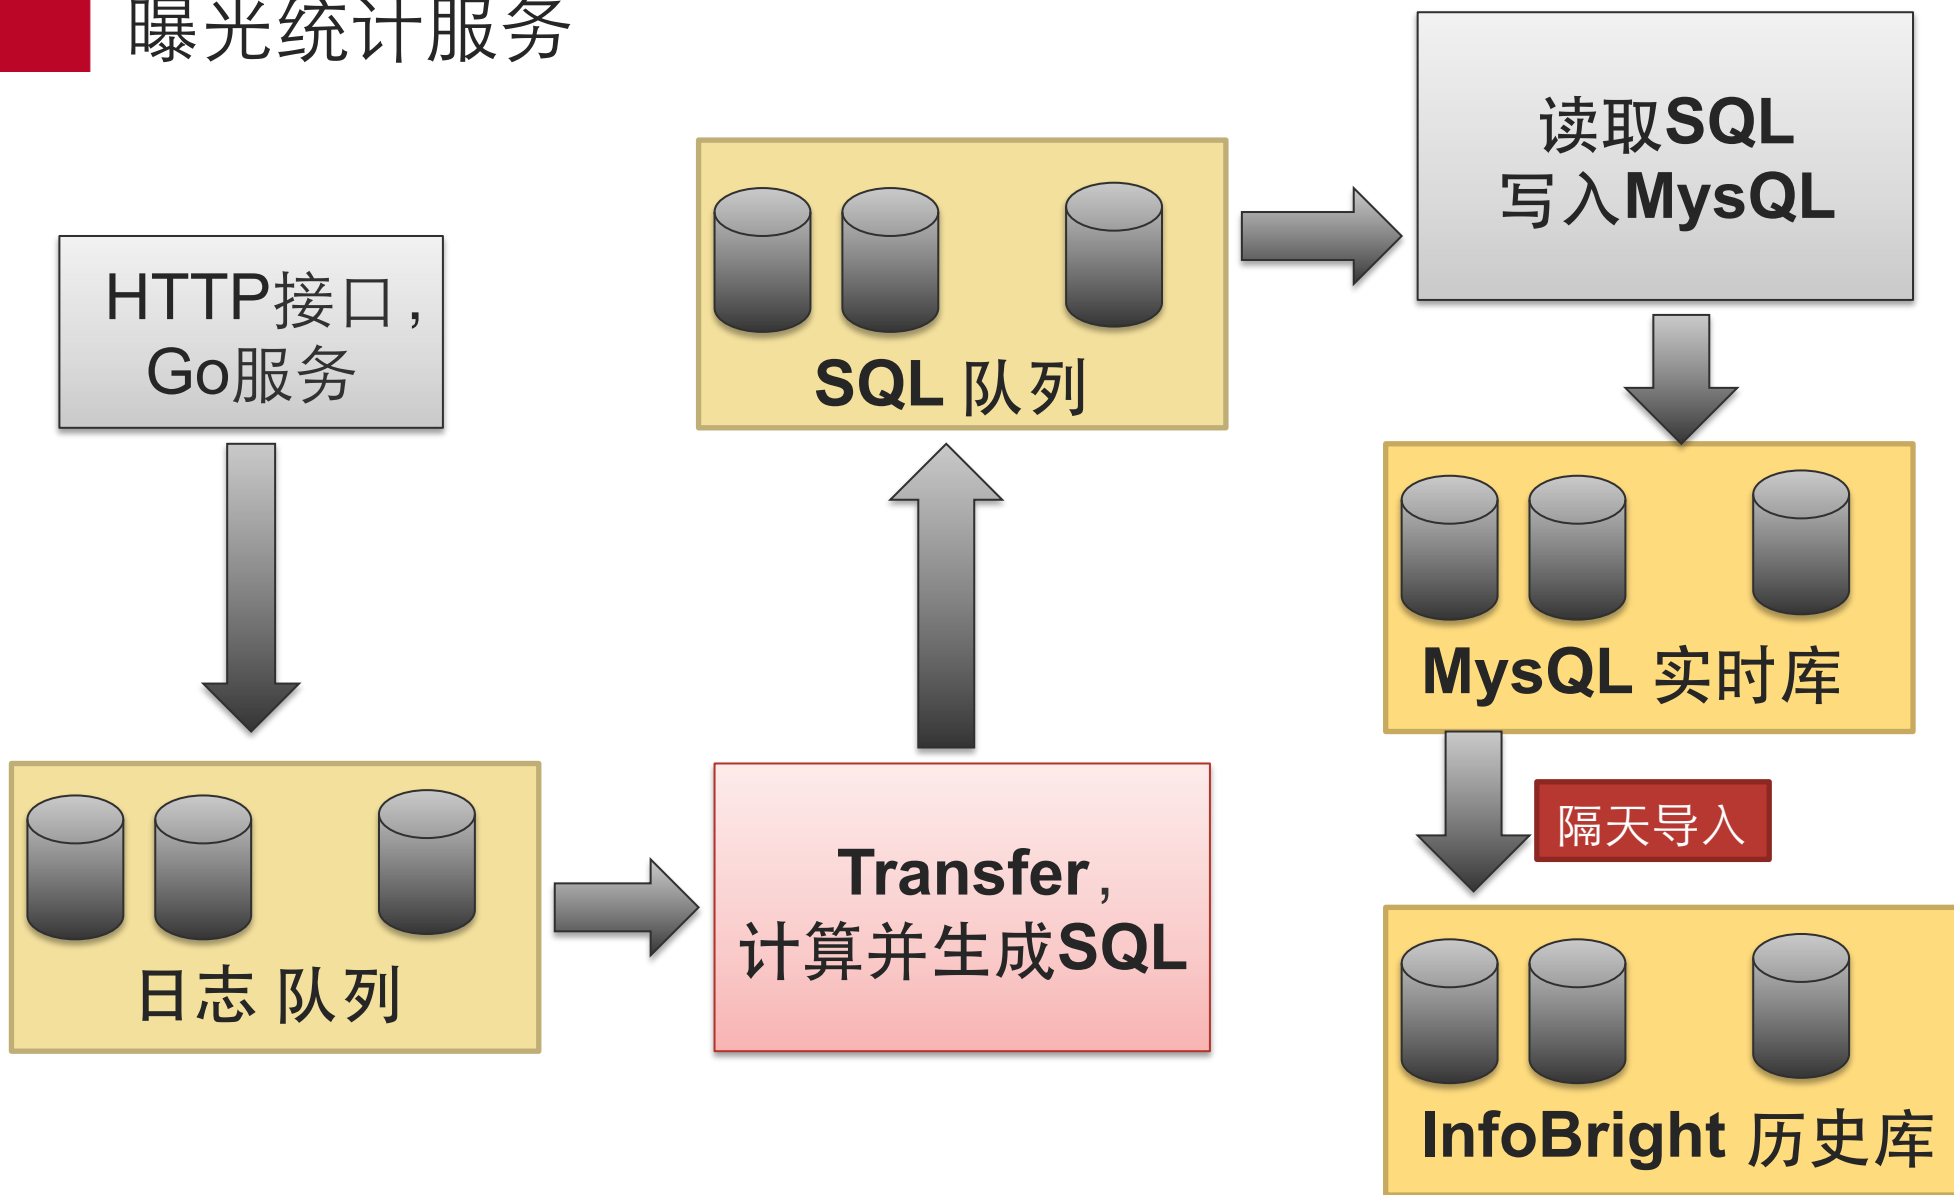 曝光统计服务
HTTP接口,
Go服务
日志 队列
Transfer,
计算并生成SQL
SQL 队列
读取SQL
写入MysQL
MysQL 实时库
隔天导入
InfoBright 历史库